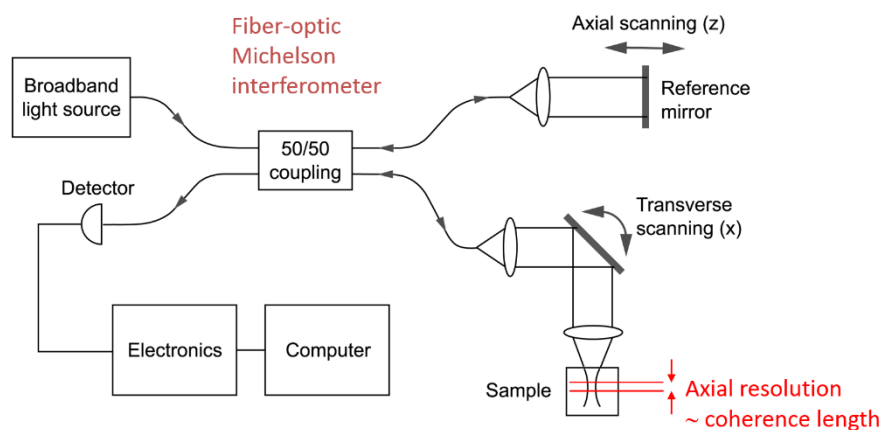 Fiber-optic
Michelson
interferometer
Axial scanning (z)
Broadband
light source
Reference
mirror
50/50
coupling
Detector
Transverse
scanning (x)
Electronics
Computer
Sample
Axial resolution
~ coherence length